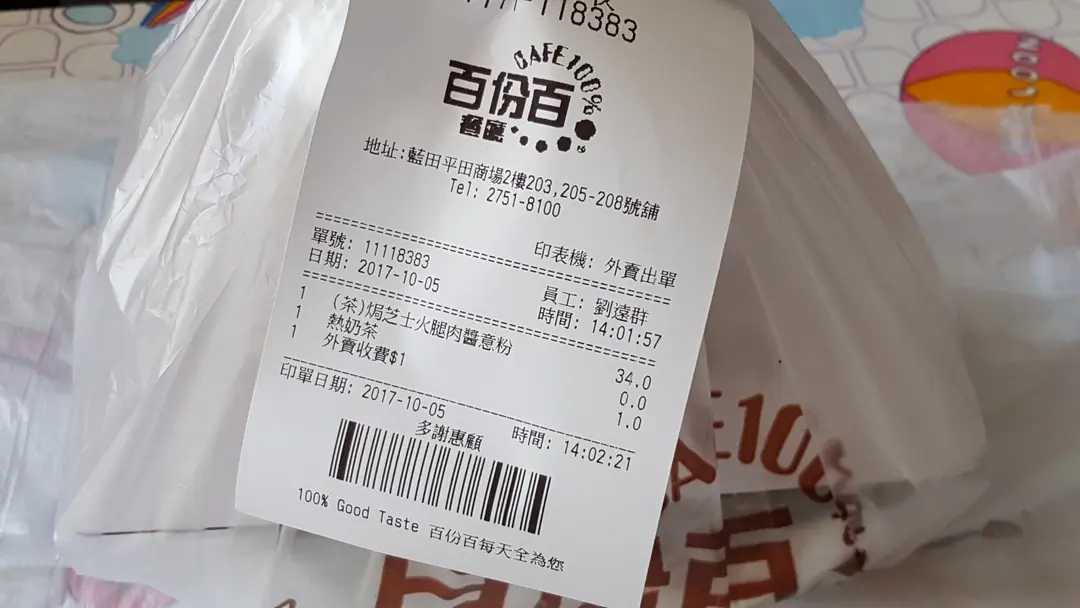 118383
CAFE 100%
百份百
餐廳
地址:藍田平田商場2樓203,205-208號舖
Tel: 2751-8100
印表機: 外賣出單
單號: 11118383
員工: 劉遠群
日期: 2017-10-05
時間: 14:01:57
1 (茶)焗芝士火腿肉醬意粉 34.0
1 熱奶茶 0.0
1 外賣收費$1 1.0
印單日期: 2017-10-05 時間: 14:02:21
多謝惠顧
100% Good Taste 百份百每天全為您